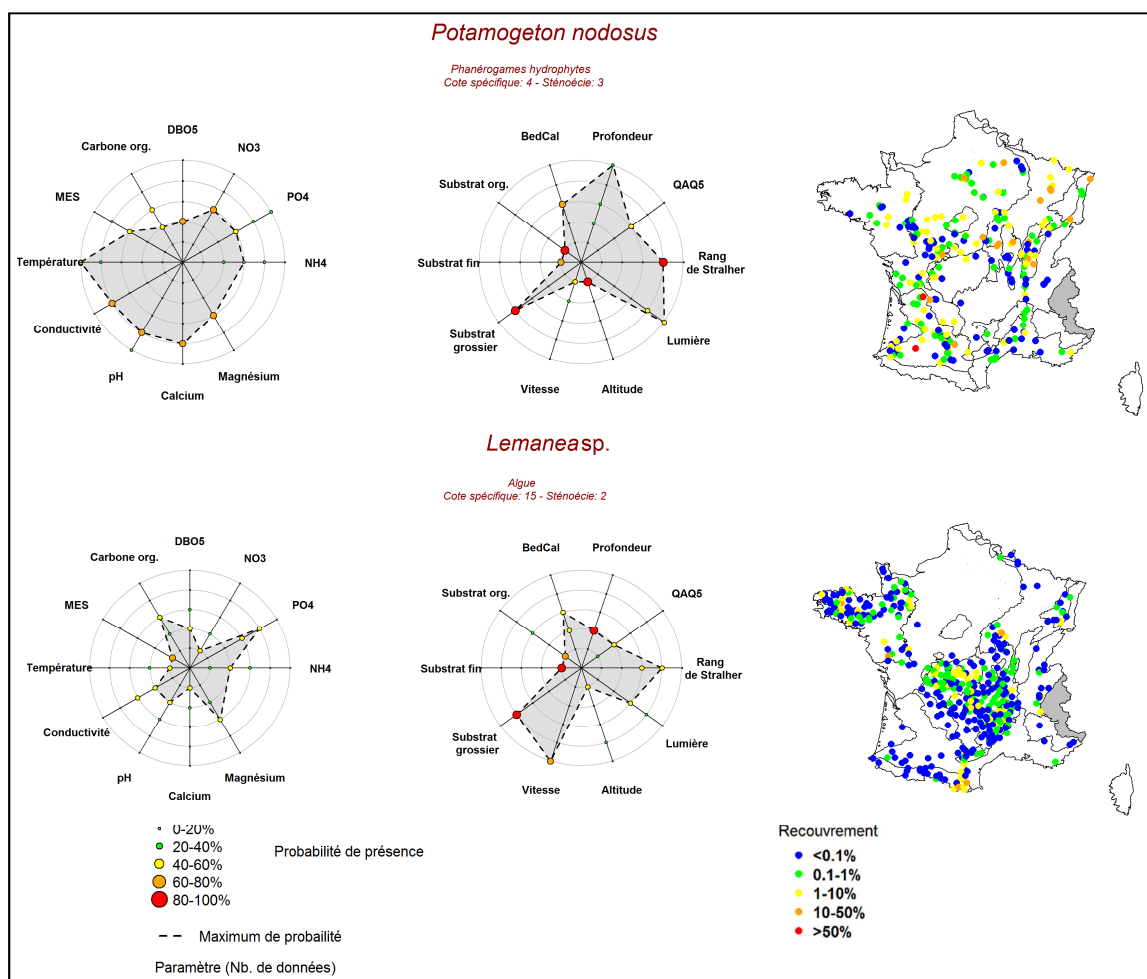 Potamogeton nodosus
Phanérogames hydrophytes
Cote spécifique: 4 - Sténoécie: 3
DBO5
Carbone org.
NO3
MES
PO4
Température
NH4
Conductivité
pH
Magnésium
Calcium
BedCal
Profondeur
Substrat org.
QAQ5
Substrat fin
Rang
de Stralher
Substrat
grossier
Lumière
Vitesse
Altitude
Lemaneasp.
Algue
Cote spécifique: 15 - Sténoécie: 2
DBO5
Carbone org.
NO3
MES
PO4
Température
NH4
Conductivité
pH
Magnésium
Calcium
BedCal
Profondeur
Substrat org.
QAQ5
Substrat fin
Rang
de Stralher
Substrat
grossier
Lumière
Vitesse
Altitude
0-20%
20-40%
40-60%
60-80%
80-100%
Probabilité de présence
Maximum de probailité
Paramètre (Nb. de données)
Recouvrement
<0.1%
0.1-1%
1-10%
10-50%
>50%